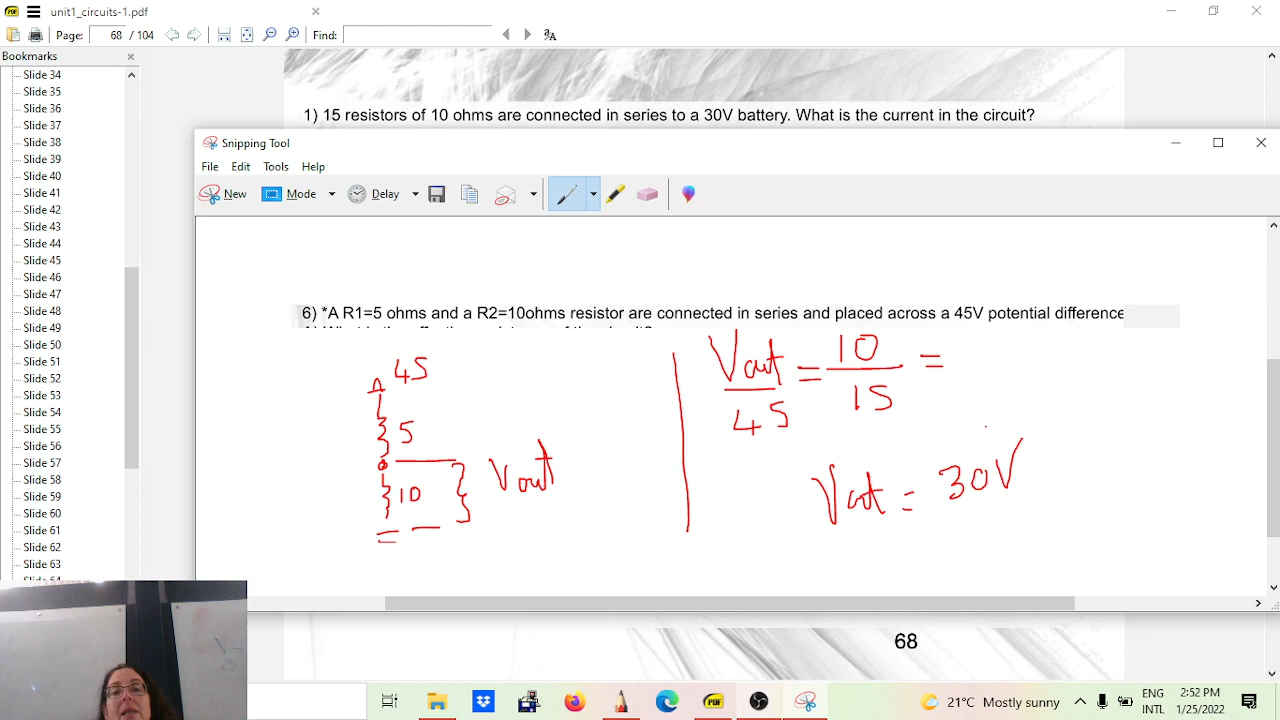 unit1_circuits-1.pdf
Page: 68 / 104 Find:
Bookmarks
Slide 34
Slide 35
Slide 36
Slide 37
Slide 38
Slide 39
Slide 40
Slide 41
Slide 42
Slide 43
Slide 44
Slide 45
Slide 46
Slide 47
Slide 48
Slide 49
Slide 50
Slide 51
Slide 52
Slide 53
Slide 54
Slide 55
Slide 56
Slide 57
Slide 58
Slide 59
Slide 60
Slide 61
Slide 62
Slide 63
1) 15 resistors of 10 ohms are connected in series to a 30V battery. What is the current in the circuit?
Snipping Tool
File Edit Tools Help
New Mode Delay
6) *A R1=5 ohms and a R2=10ohms resistor are connected in series and placed across a 45V potential difference
45
5
10
Vout
Vout = 10 =
45 15
Vout = 30V
68
21°C Mostly sunny
ENG
INTL
2:52 PM
1/25/2022